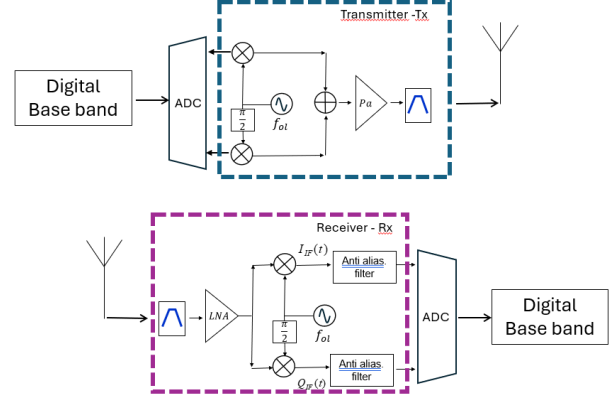 Transmitter -Tx
Digital
Base band
ADC
π
2
f_ol
Pa
Receiver - Rx
I_IF(t)
Anti alias.
filter
LNA
π
2
f_ol
ADC
Digital
Base band
Anti alias.
filter
Q_IF(t)